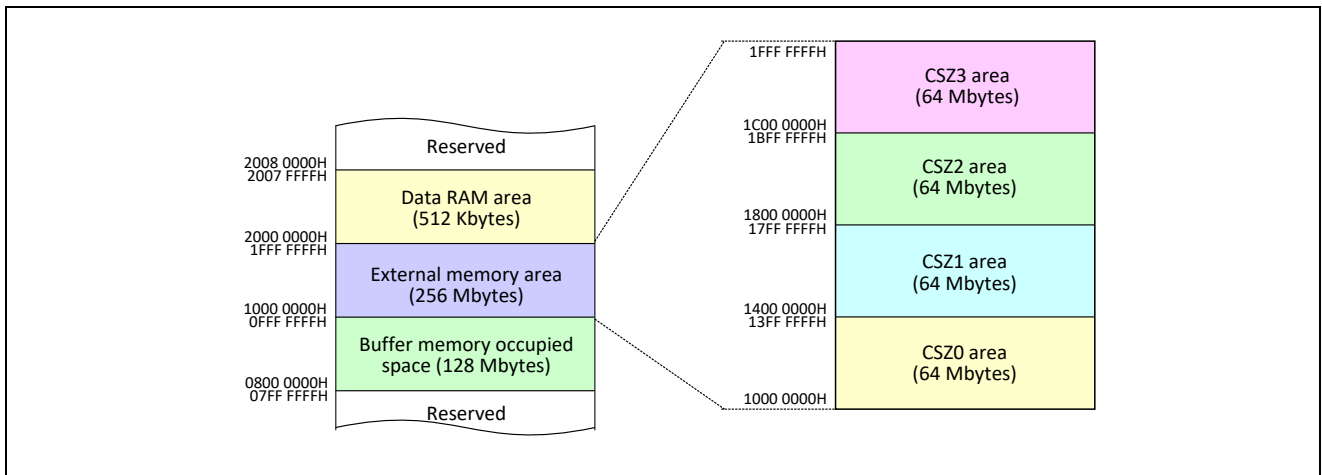 Reserved
2008 0000H
2007 FFFFH
Data RAM area
(512 Kbytes)
2000 0000H
1FFF FFFFH
External memory area
(256 Mbytes)
1000 0000H
0FFF FFFFH
Buffer memory occupied
space (128 Mbytes)
0800 0000H
07FF FFFFH
Reserved
1FFF FFFFH
CSZ3 area
(64 Mbytes)
1C00 0000H
1BFF FFFFH
CSZ2 area
(64 Mbytes)
1800 0000H
17FF FFFFH
CSZ1 area
(64 Mbytes)
1400 0000H
13FF FFFFH
CSZ0 area
(64 Mbytes)
1000 0000H